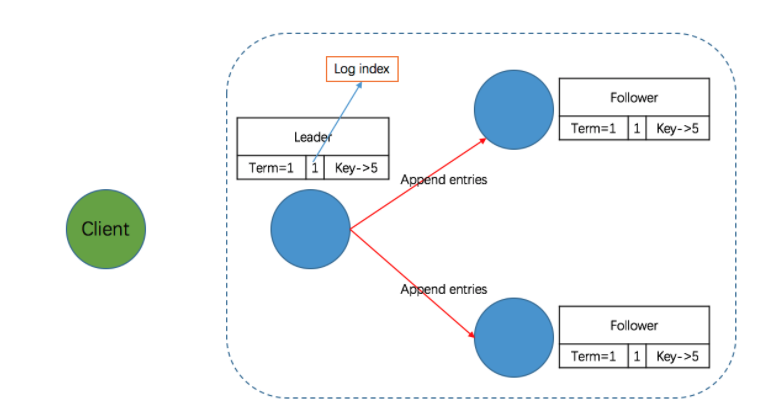 Log index
Follower
Term=1 1 Key->5
Leader
Term=1 1 Key->5
Append entries
Client
Append entries
Follower
Term=1 1 Key->5